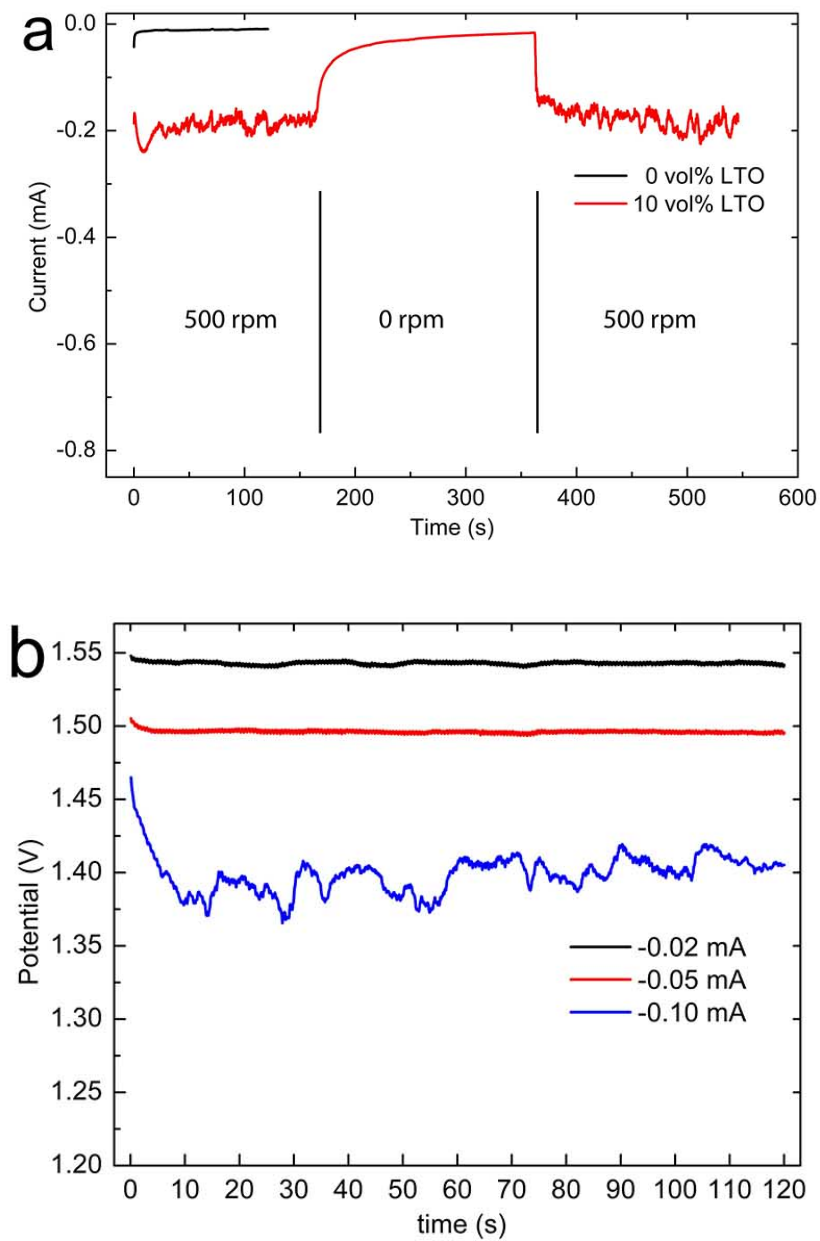 a
0.0
-0.2
-0.4
-0.6
-0.8
Current (mA)
0 vol% LTO
10 vol% LTO
500 rpm
0 rpm
500 rpm
0 100 200 300 400 500 600
Time (s)
b
1.55
1.50
1.45
1.40
1.35
1.30
1.25
1.20
Potential (V)
-0.02 mA
-0.05 mA
-0.10 mA
0 10 20 30 40 50 60 70 80 90 100 110 120
time (s)